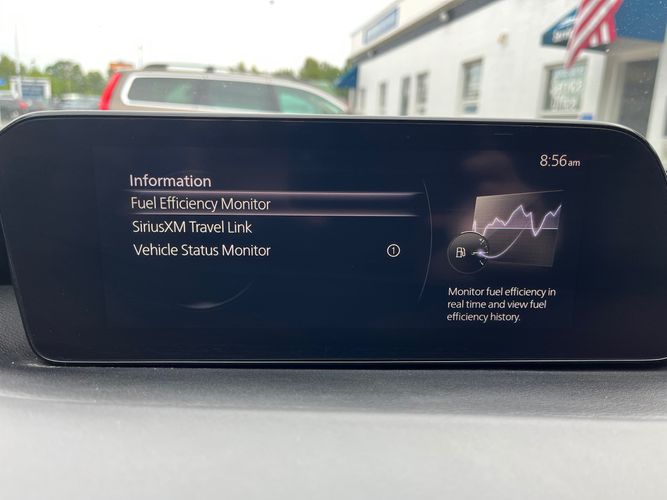 8:56am
Information
Fuel Efficiency Monitor
SiriusXM Travel Link
Vehicle Status Monitor 1
Monitor fuel efficiency in
real time and view fuel
efficiency history.